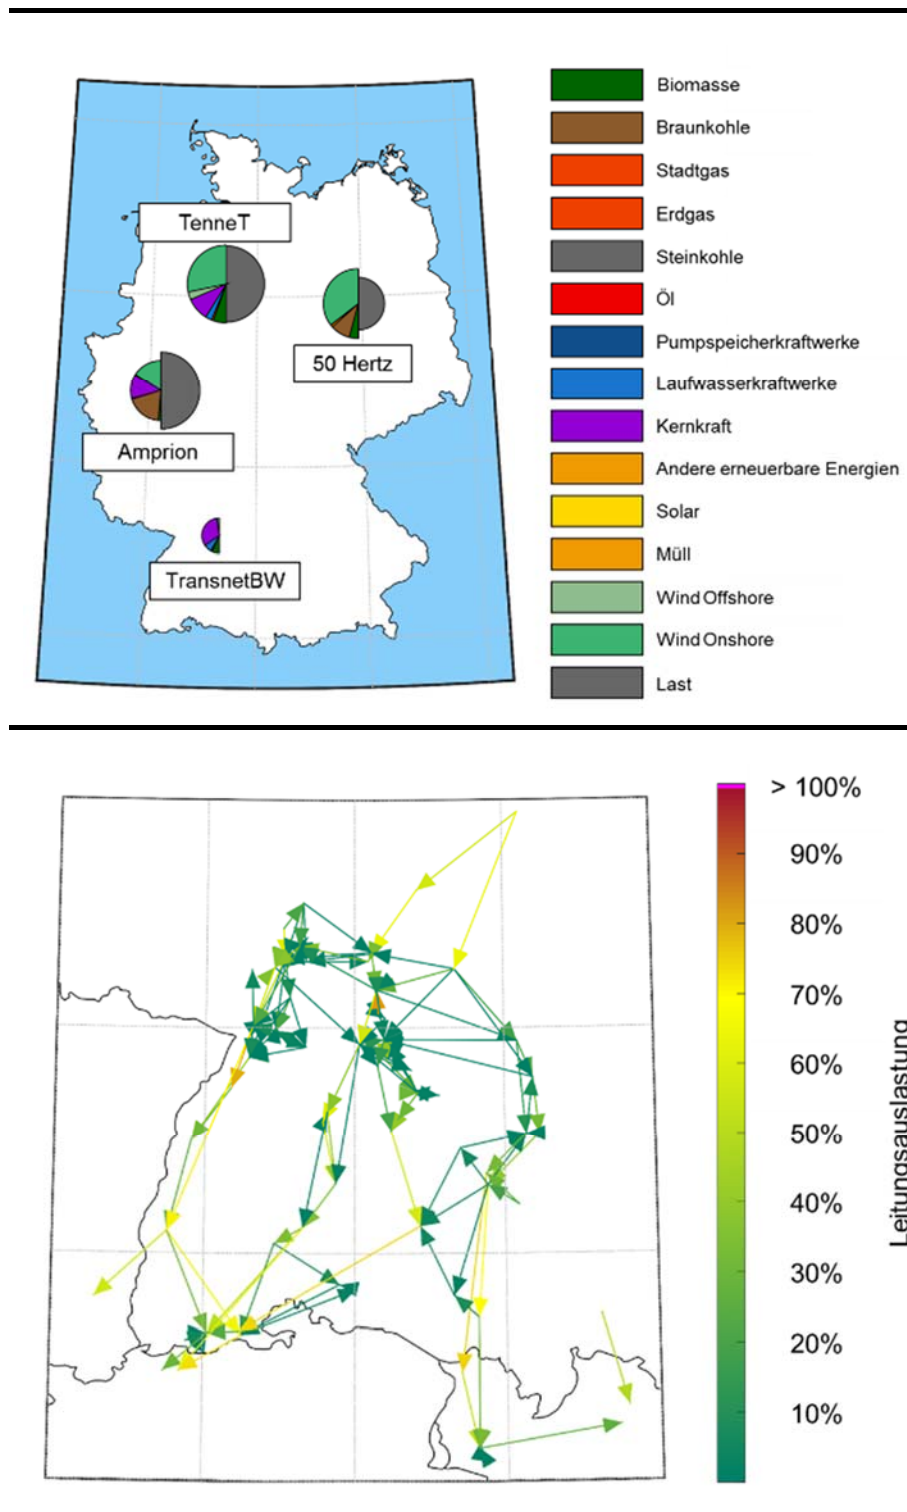 TenneT
50 Hertz
Amprion
TransnetBW
Biomasse
Braunkohle
Stadtgas
Erdgas
Steinkohle
Öl
Pumpspeicherkraftwerke
Laufwasserkraftwerke
Kernkraft
Andere erneuerbare Energien
Solar
Müll
Wind Offshore
Wind Onshore
Last
> 100%
90%
80%
70%
60%
50%
40%
30%
20%
10%
Leitungsauslastung